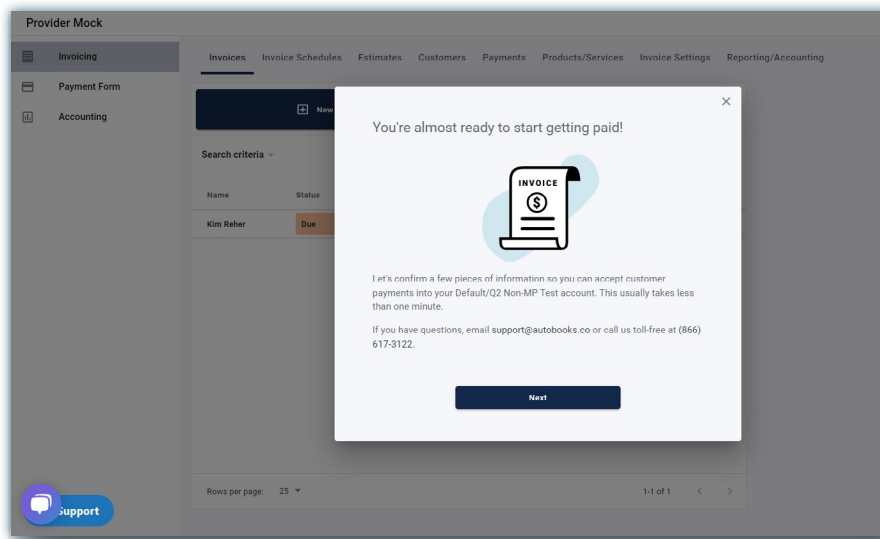 Provider Mock
Invoicing
Payment Form
Accounting
Invoices Invoice Schedules Estimates Customers Payments Products/Services Invoice Settings Reporting/Accounting
New
Search criteria
Name Status
Kim Reher Due
You're almost ready to start getting paid!
INVOICE
$
Let's confirm a few pieces of information so you can accept customer
payments into your Default/Q2 Non-MP Test account. This usually takes less
than one minute.
If you have questions, email support@autobooks.co or call us toll-free at (866)
617-3122.
Next
Rows per page: 25 1-1 of 1
Support